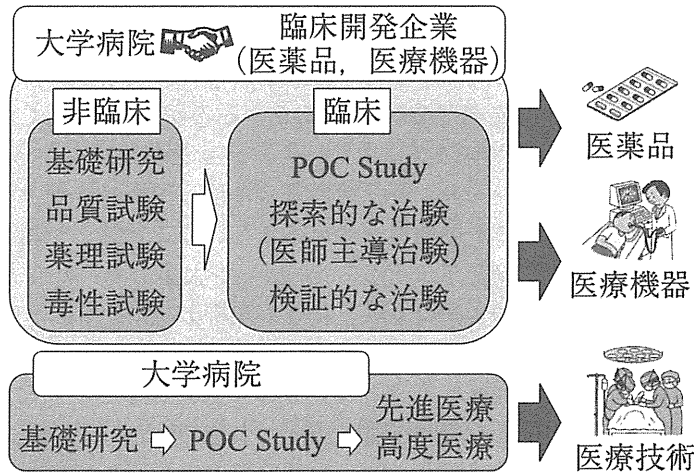 大学病院
臨床開発企業
(医薬品，医療機器)
非臨床
基礎研究
品質試験
薬理試験
毒性試験
臨床
POC Study
探索的な治験
(医師主導治験)
検証的な治験
医薬品
医療機器
大学病院
基礎研究
POC Study
先進医療
高度医療
医療技術